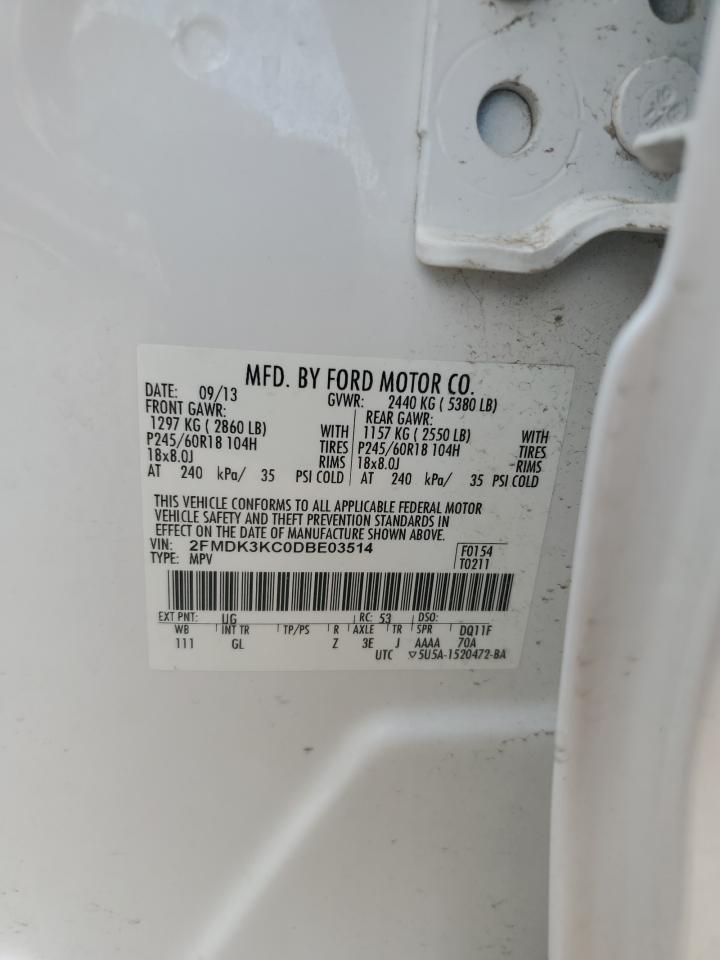 MFD. BY FORD MOTOR CO.
DATE: 09/13 GVWR: 2440 KG ( 5380 LB)
FRONT GAWR: REAR GAWR:
1297 KG ( 2860 LB) WITH 1157 KG ( 2550 LB) WITH
P245/60R18 104H TIRES P245/60R18 104H TIRES
18x8.0J RIMS 18x8.0J RIMS
AT 240 kPa/ 35 PSI COLD AT 240 kPa/ 35 PSI COLD
THIS VEHICLE CONFORMS TO ALL APPLICABLE FEDERAL MOTOR
VEHICLE SAFETY AND THEFT PREVENTION STANDARDS IN
EFFECT ON THE DATE OF MANUFACTURE SHOWN ABOVE.
VIN: 2FMDK3KC0DBE03514 F0154
TYPE: MPV T0211
EXT PNT: UG RC: 53 DSO:
WB INT TR TP/PS R AXLE TR SPR DQ11F
111 GL Z 3E J AAAA 70A
UTC ▽5U5A-1520472-BA